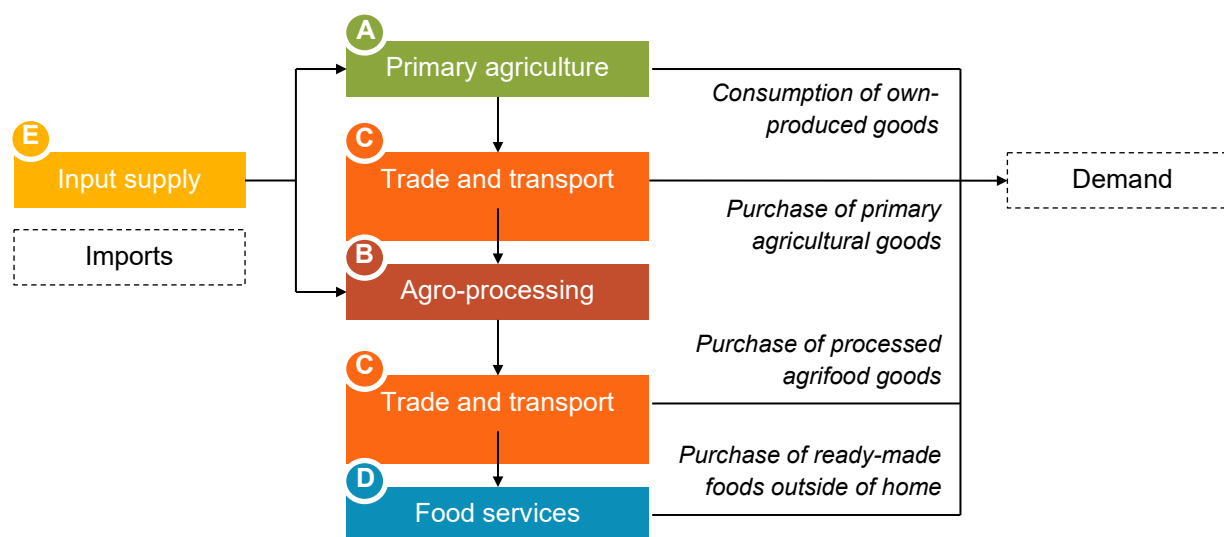 A
Primary agriculture
Consumption of own-
produced goods
E
Input supply
C
Trade and transport
Demand
Purchase of primary
agricultural goods
Imports
B
Agro-processing
Purchase of processed
agrifood goods
C
Trade and transport
Purchase of ready-made
foods outside of home
D
Food services